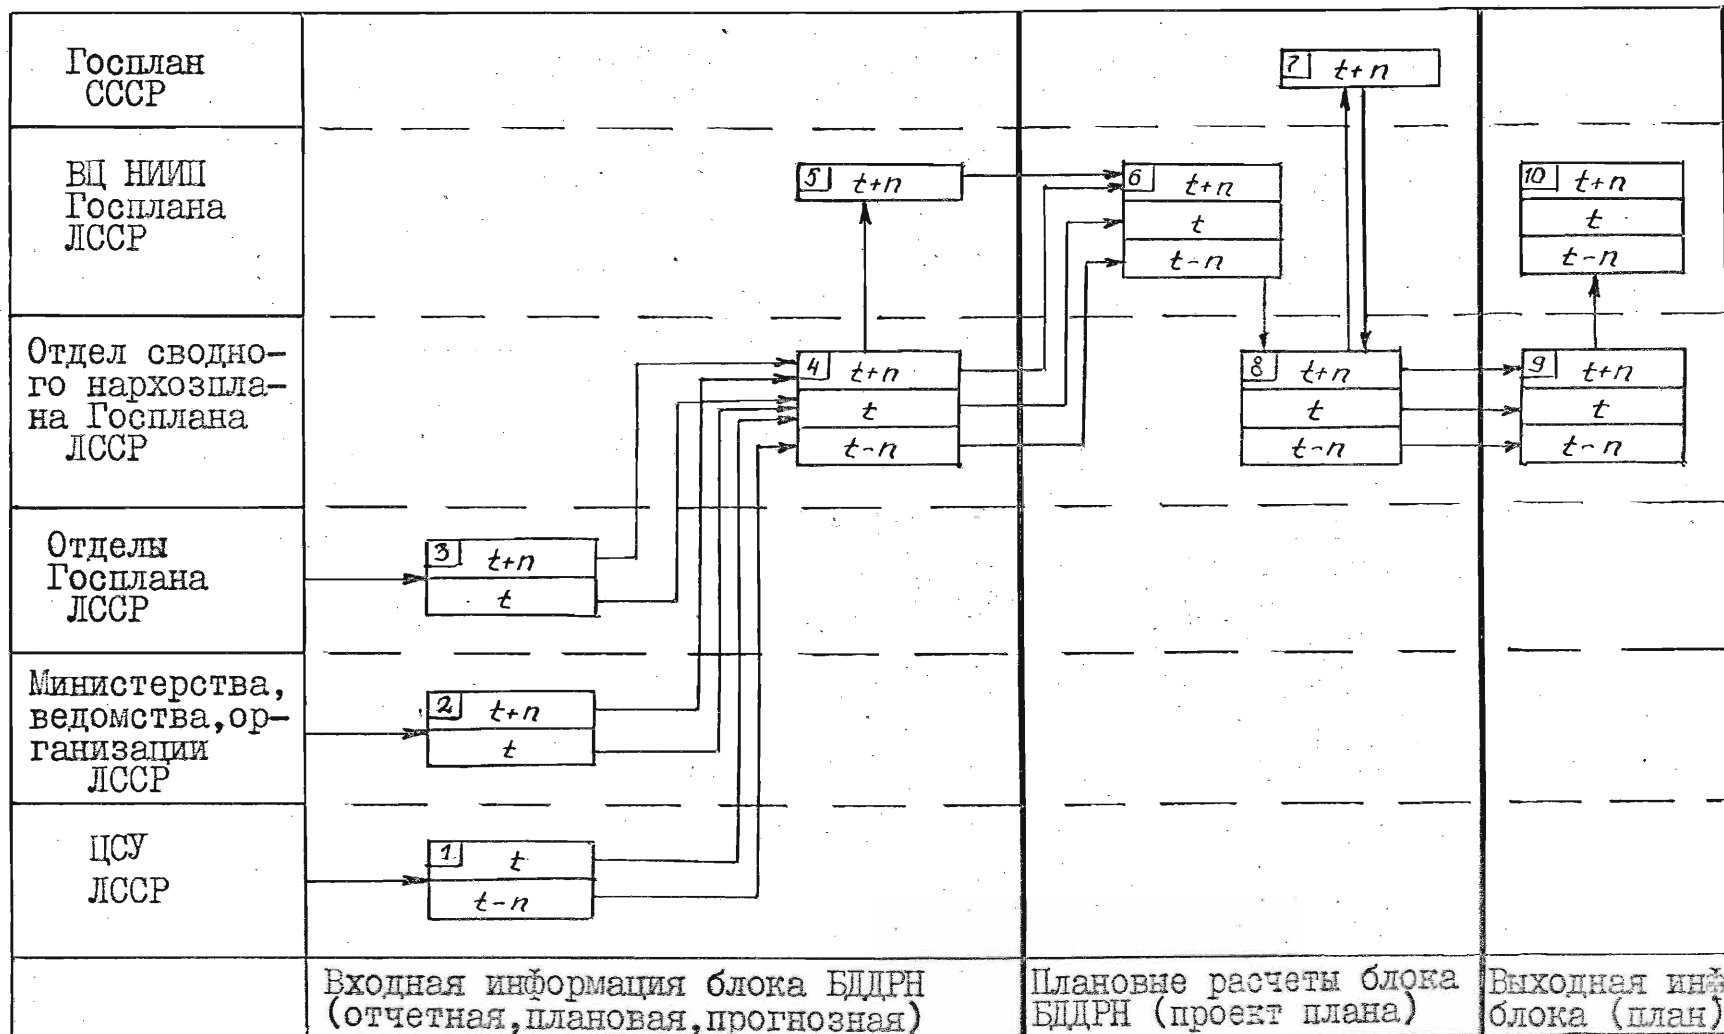 Госплан
СССР
7 t+n
ВЦ НИИП
Госплана
ЛССР
5 t+n
6 t+n
t
t-n
10 t+n
t
t-n
Отдел сводно-
го нархозпла-
на Госплана
ЛССР
4 t+n
t
t-n
8 t+n
t
t-n
9 t+n
t
t-n
Отделы
Госплана
ЛССР
3 t+n
t
Министерства,
ведомства,ор-
ганизации
ЛССР
2 t+n
t
ЦСУ
ЛССР
1 t
t-n
Входная информация блока БДДРН
(отчетная,плановая,прогнозная)
Плановые расчеты блока
БДДРН (проект плана)
Выходная инф
блока (план)